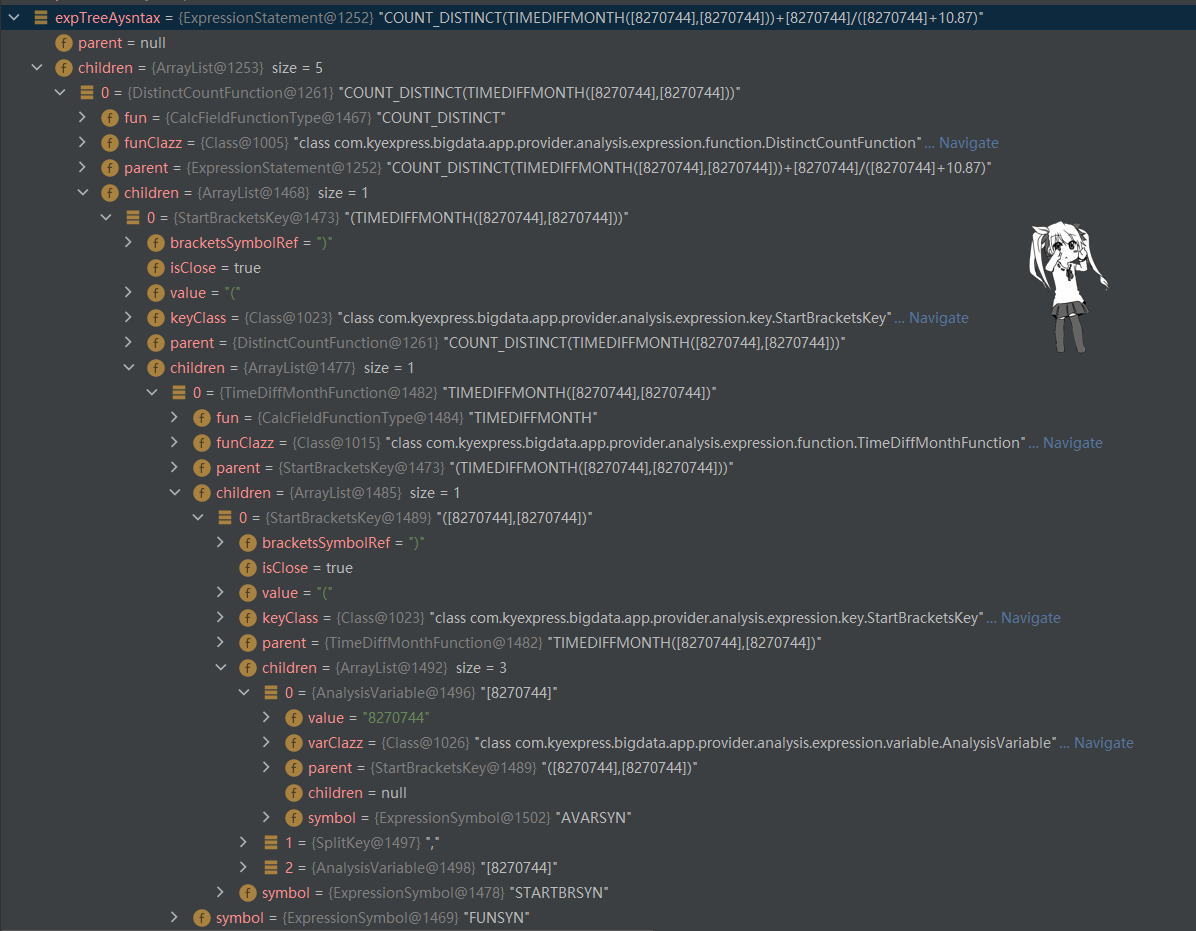 expTreeAysntax = {ExpressionStatement@1252} "COUNT_DISTINCT(TIMEDIFFMONTH([8270744],[8270744]))+[8270744]/([8270744]+10.87)"
f parent = null
f children = {ArrayList@1253} size = 5
0 = {DistinctCountFunction@1261} "COUNT_DISTINCT(TIMEDIFFMONTH([8270744],[8270744]))"
f fun = {CalcFieldFunctionType@1467} "COUNT_DISTINCT"
f funClazz = {Class@1005} "class com.kyexpress.bigdata.app.provider.analysis.expression.function.DistinctCountFunction" ... Navigate
f parent = {ExpressionStatement@1252} "COUNT_DISTINCT(TIMEDIFFMONTH([8270744],[8270744]))+[8270744]/([8270744]+10.87)"
f children = {ArrayList@1468} size = 1
0 = {StartBracketsKey@1473} "(TIMEDIFFMONTH([8270744],[8270744]))"
f bracketsSymbolRef = ")"
f isClose = true
f value = "("
f keyClass = {Class@1023} "class com.kyexpress.bigdata.app.provider.analysis.expression.key.StartBracketsKey" ... Navigate
f parent = {DistinctCountFunction@1261} "COUNT_DISTINCT(TIMEDIFFMONTH([8270744],[8270744]))"
f children = {ArrayList@1477} size = 1
0 = {TimeDiffMonthFunction@1482} "TIMEDIFFMONTH([8270744],[8270744])"
f fun = {CalcFieldFunctionType@1484} "TIMEDIFFMONTH"
f funClazz = {Class@1015} "class com.kyexpress.bigdata.app.provider.analysis.expression.function.TimeDiffMonthFunction" ... Navigate
f parent = {StartBracketsKey@1473} "(TIMEDIFFMONTH([8270744],[8270744]))"
f children = {ArrayList@1485} size = 1
0 = {StartBracketsKey@1489} "([8270744],[8270744])"
f bracketsSymbolRef = ")"
f isClose = true
f value = "("
f keyClass = {Class@1023} "class com.kyexpress.bigdata.app.provider.analysis.expression.key.StartBracketsKey" ... Navigate
f parent = {TimeDiffMonthFunction@1482} "TIMEDIFFMONTH([8270744],[8270744])"
f children = {ArrayList@1492} size = 3
0 = {AnalysisVariable@1496} "[8270744]"
f value = "8270744"
f varClazz = {Class@1026} "class com.kyexpress.bigdata.app.provider.analysis.expression.variable.AnalysisVariable" ... Navigate
f parent = {StartBracketsKey@1489} "([8270744],[8270744])"
f children = null
f symbol = {ExpressionSymbol@1502} "AVARSYN"
1 = {SplitKey@1497} ","
2 = {AnalysisVariable@1498} "[8270744]"
f symbol = {ExpressionSymbol@1478} "STARTBRSYN"
f symbol = {ExpressionSymbol@1469} "FUNSYN"